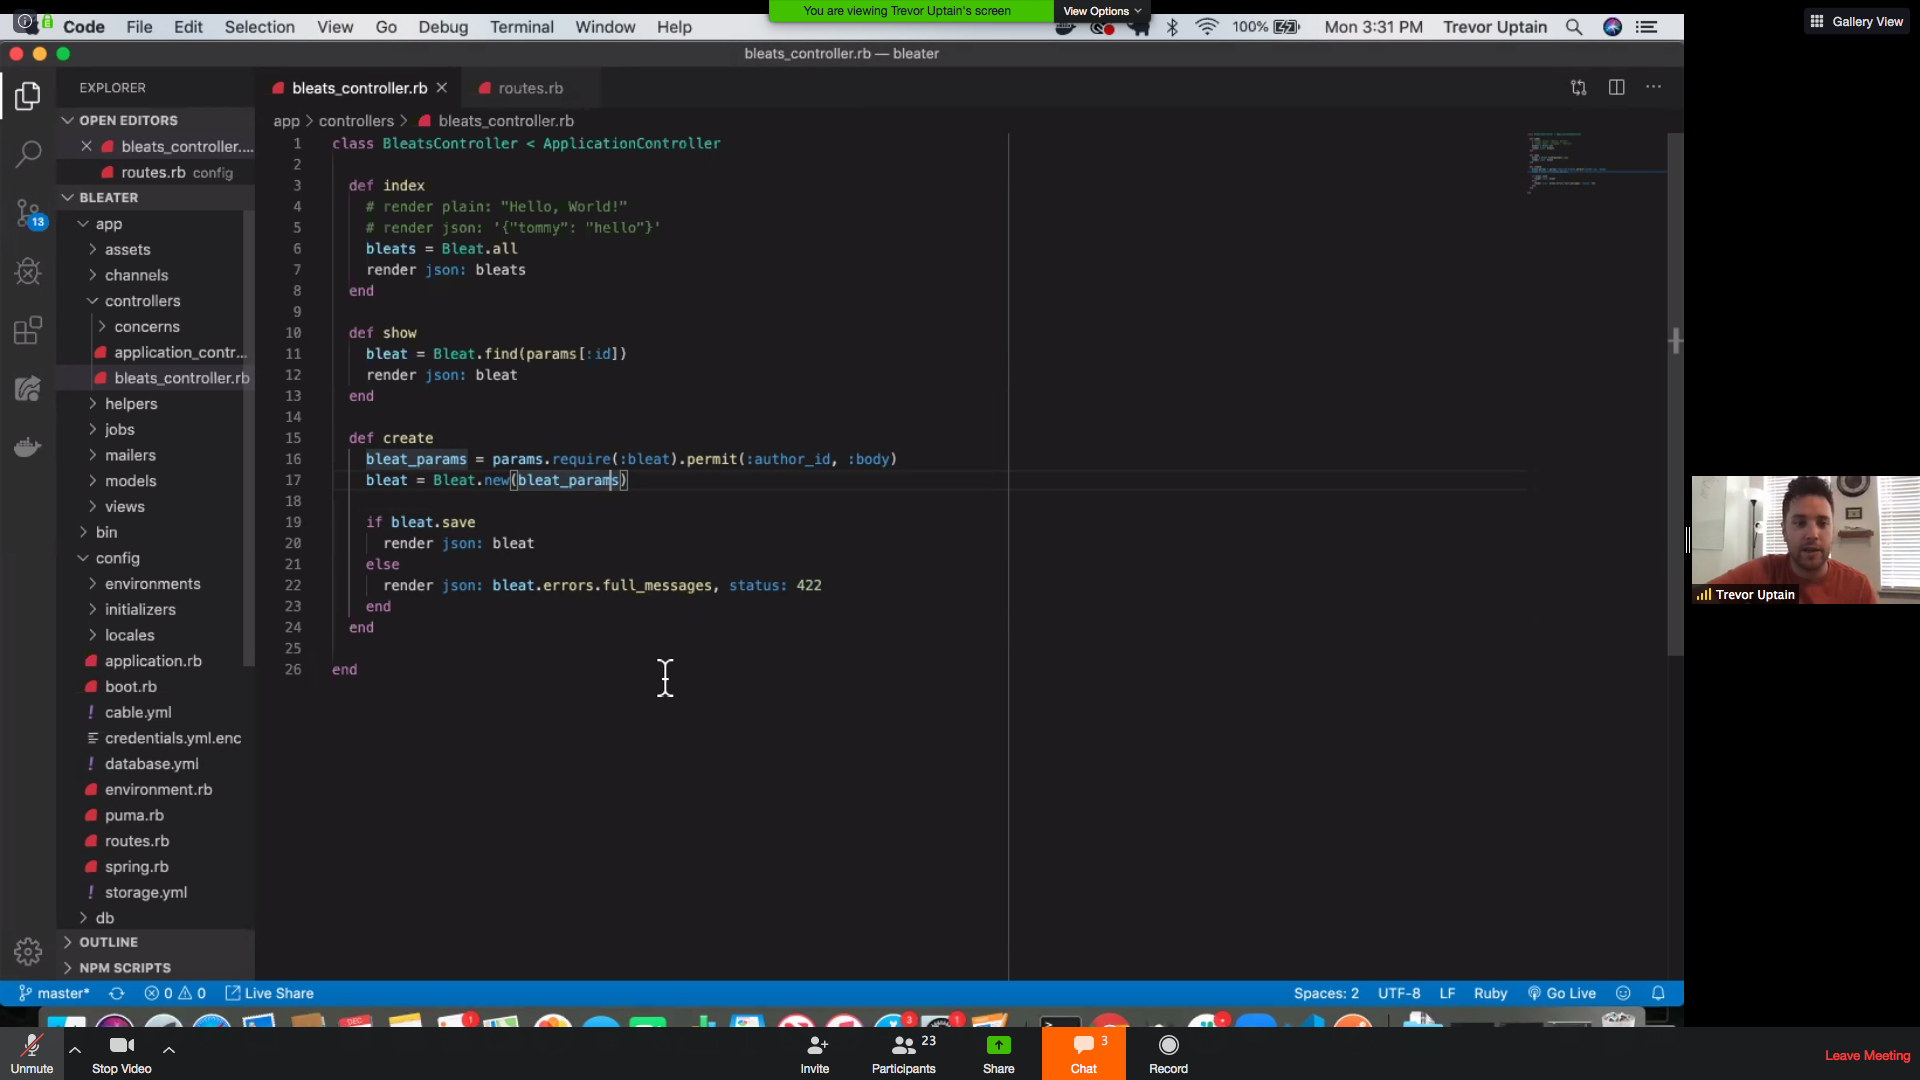 You are viewing Trevor Uptain's screen
View Options
Code File Edit Selection View Go Debug Terminal Window Help
100%
Mon 3:31 PM
Trevor Uptain
Gallery View
bleats_controller.rb — bleater
EXPLORER
OPEN EDITORS
bleats_controller....
routes.rb config
BLEATER
app
assets
channels
controllers
concerns
application_contr...
bleats_controller.rb
helpers
jobs
mailers
models
views
bin
config
environments
initializers
locales
application.rb
boot.rb
cable.yml
credentials.yml.enc
database.yml
environment.rb
puma.rb
routes.rb
spring.rb
storage.yml
db
OUTLINE
NPM SCRIPTS
13
bleats_controller.rb
routes.rb
app > controllers > bleats_controller.rb
1 class BleatsController < ApplicationController
2
3 def index
4 # render plain: "Hello, World!"
5 # render json: '{"tommy": "hello"}'
6 bleats = Bleat.all
7 render json: bleats
8 end
9
10 def show
11 bleat = Bleat.find(params[:id])
12 render json: bleat
13 end
14
15 def create
16 bleat_params = params.require(:bleat).permit(:author_id, :body)
17 bleat = Bleat.new(bleat_params)
18
19 if bleat.save
20 render json: bleat
21 else
22 render json: bleat.errors.full_messages, status: 422
23 end
24 end
25
26 end
Trevor Uptain
master* 0 0 Live Share
Spaces: 2 UTF-8 LF Ruby Go Live
DEC
1
3
1
Unmute
Stop Video
Invite
Participants 23
Share
Chat 3
Record
Leave Meeting